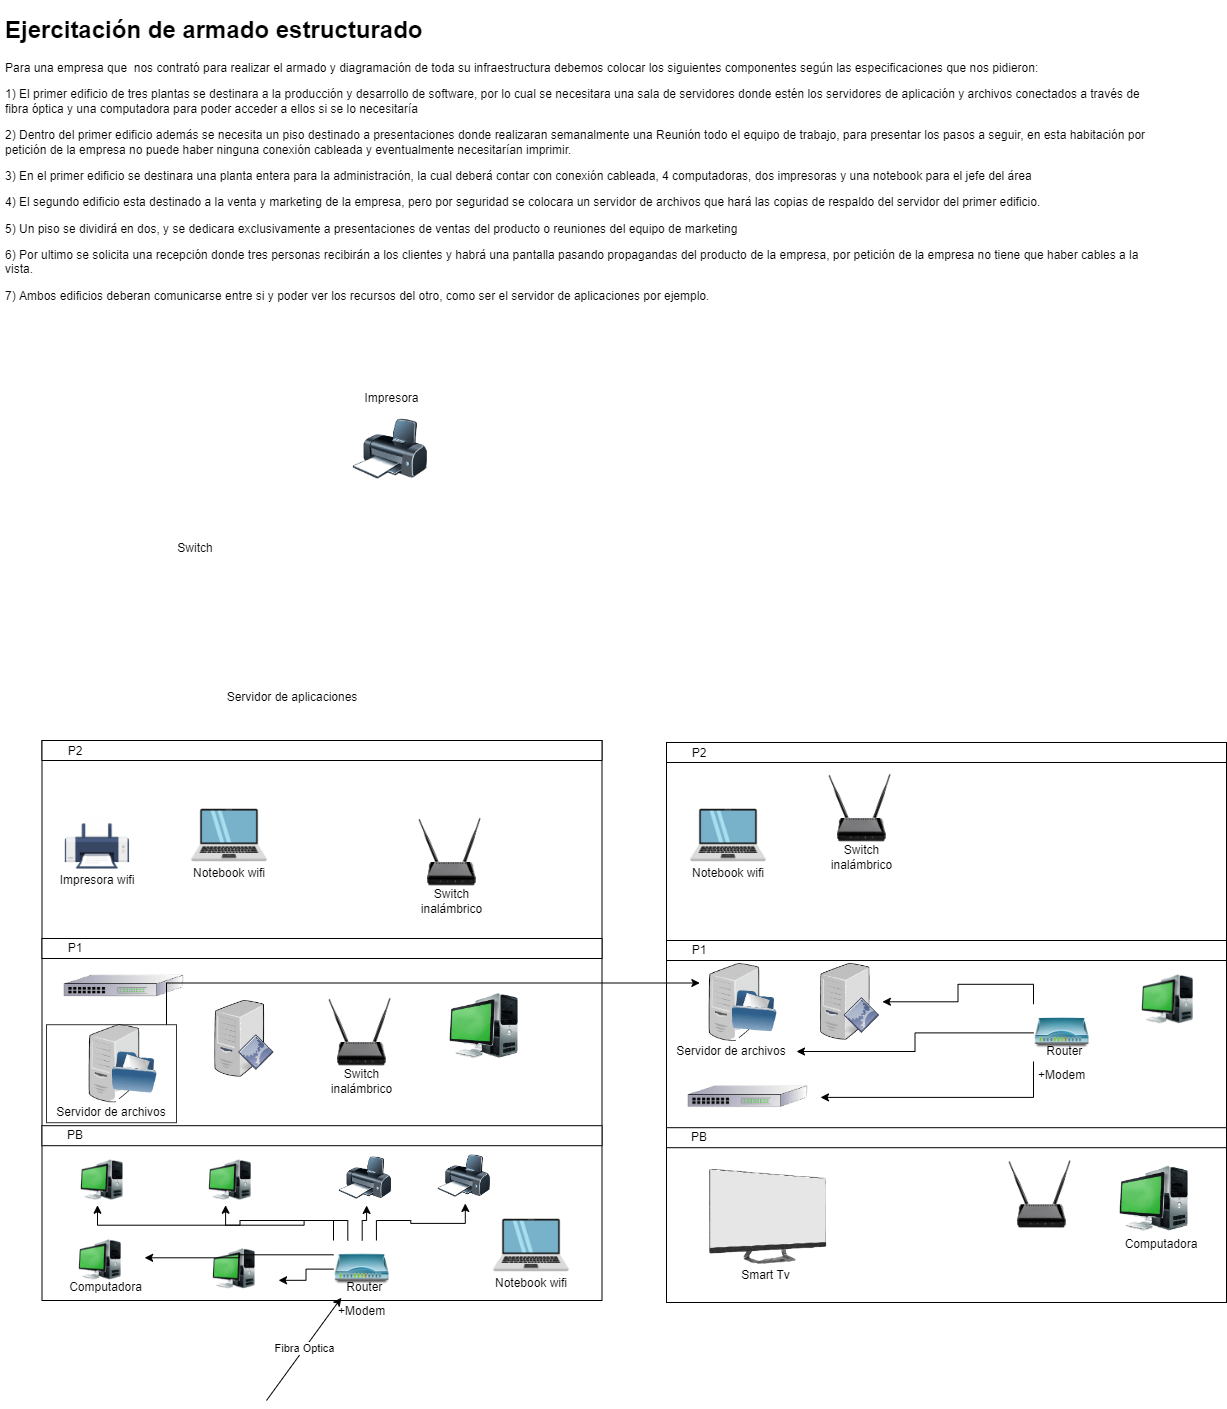 Ejercitación de armado estructurado
Para una empresa que  nos contrató para realizar el armado y diagramación de toda su infraestructura debemos colocar los siguientes componentes según las especificaciones que nos pidieron:
1) El primer edificio de tres plantas se destinara a la producción y desarrollo de software, por lo cual se necesitara una sala de servidores donde estén los servidores de aplicación y archivos conectados a través de
fibra óptica y una computadora para poder acceder a ellos si se lo necesitaría
2) Dentro del primer edificio además se necesita un piso destinado a presentaciones donde realizaran semanalmente una Reunión todo el equipo de trabajo, para presentar los pasos a seguir, en esta habitación por
petición de la empresa no puede haber ninguna conexión cableada y eventualmente necesitarían imprimir.
3) En el primer edificio se destinara una planta entera para la administración, la cual deberá contar con conexión cableada, 4 computadoras, dos impresoras y una notebook para el jefe del área
4) El segundo edificio esta destinado a la venta y marketing de la empresa, pero por seguridad se colocara un servidor de archivos que hará las copias de respaldo del servidor del primer edificio.
5) Un piso se dividirá en dos, y se dedicara exclusivamente a presentaciones de ventas del producto o reuniones del equipo de marketing
6) Por ultimo se solicita una recepción donde tres personas recibirán a los clientes y habrá una pantalla pasando propagandas del producto de la empresa, por petición de la empresa no tiene que haber cables a la
vista.
7) Ambos edificios deberan comunicarse entre si y poder ver los recursos del otro, como ser el servidor de aplicaciones por ejemplo.
Impresora
Switch
Servidor de aplicaciones
P2
Impresora wifi
Notebook wifi
Switch
inalámbrico
P1
Servidor de archivos
Switch
inalámbrico
PB
Computadora
Router
+Modem
Notebook wifi
Fibra Optica
P2
Notebook wifi
Switch
inalámbrico
P1
Servidor de archivos
Router
+Modem
PB
Smart Tv
Computadora